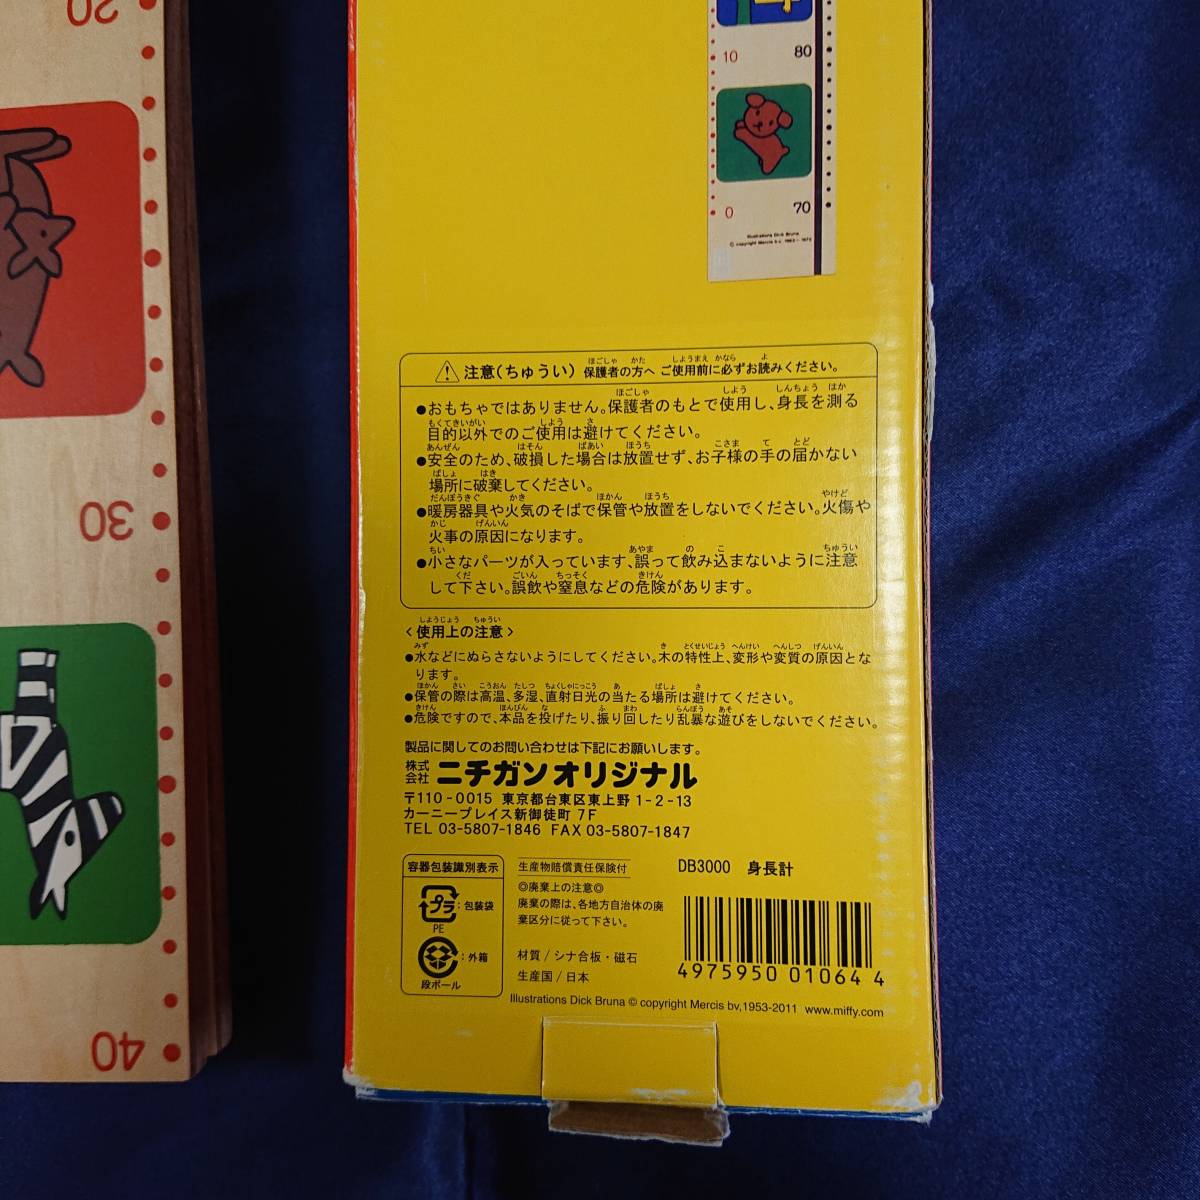 20
30
40
10 80
0 70
Illustrations Dick Bruna
© copyright Mercis b.v. 1963-1972
注意(ちゅうい) 保護者の方へ ご使用前に必ずお読みください。
●おもちゃではありません。保護者のもとで使用し、身長を測る
目的以外でのご使用は避けてください。
●安全のため、破損した場合は放置せず、お子様の手の届かない
場所に破棄してください。
●暖房器具や火気のそばで保管や放置をしないでください。火傷や
火事の原因になります。
●小さなパーツが入っています、誤って飲み込まないように注意
して下さい。誤飲や窒息などの危険があります。
〈使用上の注意〉
●水などにぬらさないようにしてください。木の特性上、変形や変質の原因とな
ります。
●保管の際は高温、多湿、直射日光の当たる場所は避けてください。
●危険ですので、本品を投げたり、振り回したり乱暴な遊びをしないでください。
製品に関してのお問い合わせは下記にお願いします。
株式会社 ニチガンオリジナル
〒110-0015 東京都台東区東上野1-2-13
カーニープレイス新御徒町 7F
TEL 03-5807-1846 FAX 03-5807-1847
容器包装識別表示
プラ :包装袋
PE
:外箱
段ボール
生産物賠償責任保険付
◎廃棄上の注意◎
廃棄の際は、各地方自治体の廃
棄区分に従って下さい。
材質/シナ合板・磁石
生産国/日本
DB3000 身長計
4975950 010644
Illustrations Dick Bruna © copyright Mercis bv,1953-2011 www.miffy.com